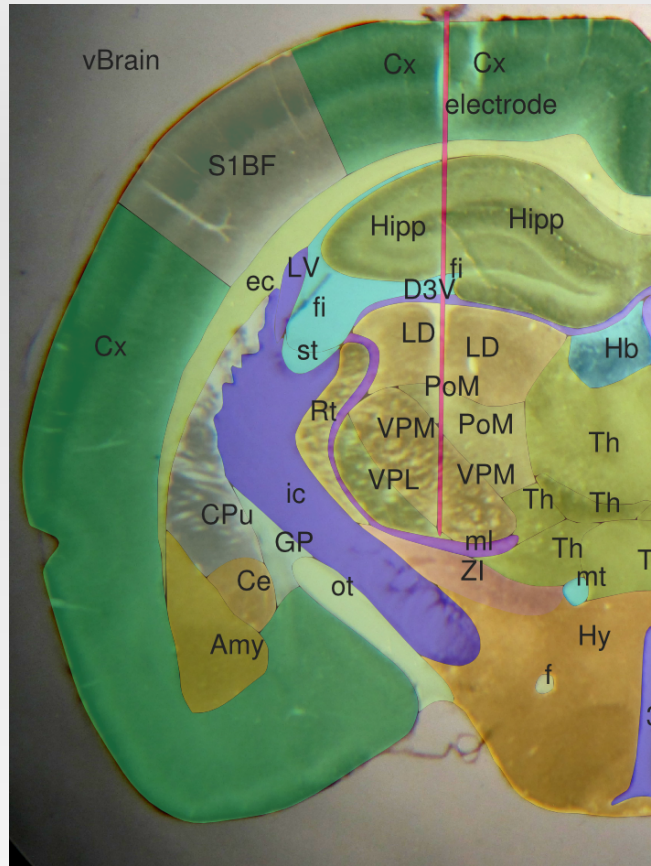 vBrain
Cx
Cx
electrode
S1BF
Hipp
Hipp
LV
fi
ec
D3V
fi
LD
LD
Hb
Cx
st
PoM
Rt
VPM
PoM
Th
VPL
VPM
ic
Th
Th
CPu
GP
ml
Th
ZI
mt
Ce
ot
Amy
Hy
f